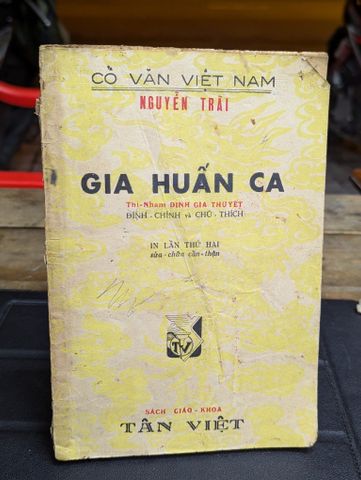 CỔ VĂN VIỆT NAM
NGUYỄN TRÃI
GIA HUẤN CA
Thi-Nham ĐINH GIA THUYẾT
ĐÍNH-CHÍNH và CHÚ-THÍCH
IN LẦN THỨ HAI
sửa-chữa cẩn-thận
TV
SÁCH GIÁO-KHOA
TÂN VIỆT